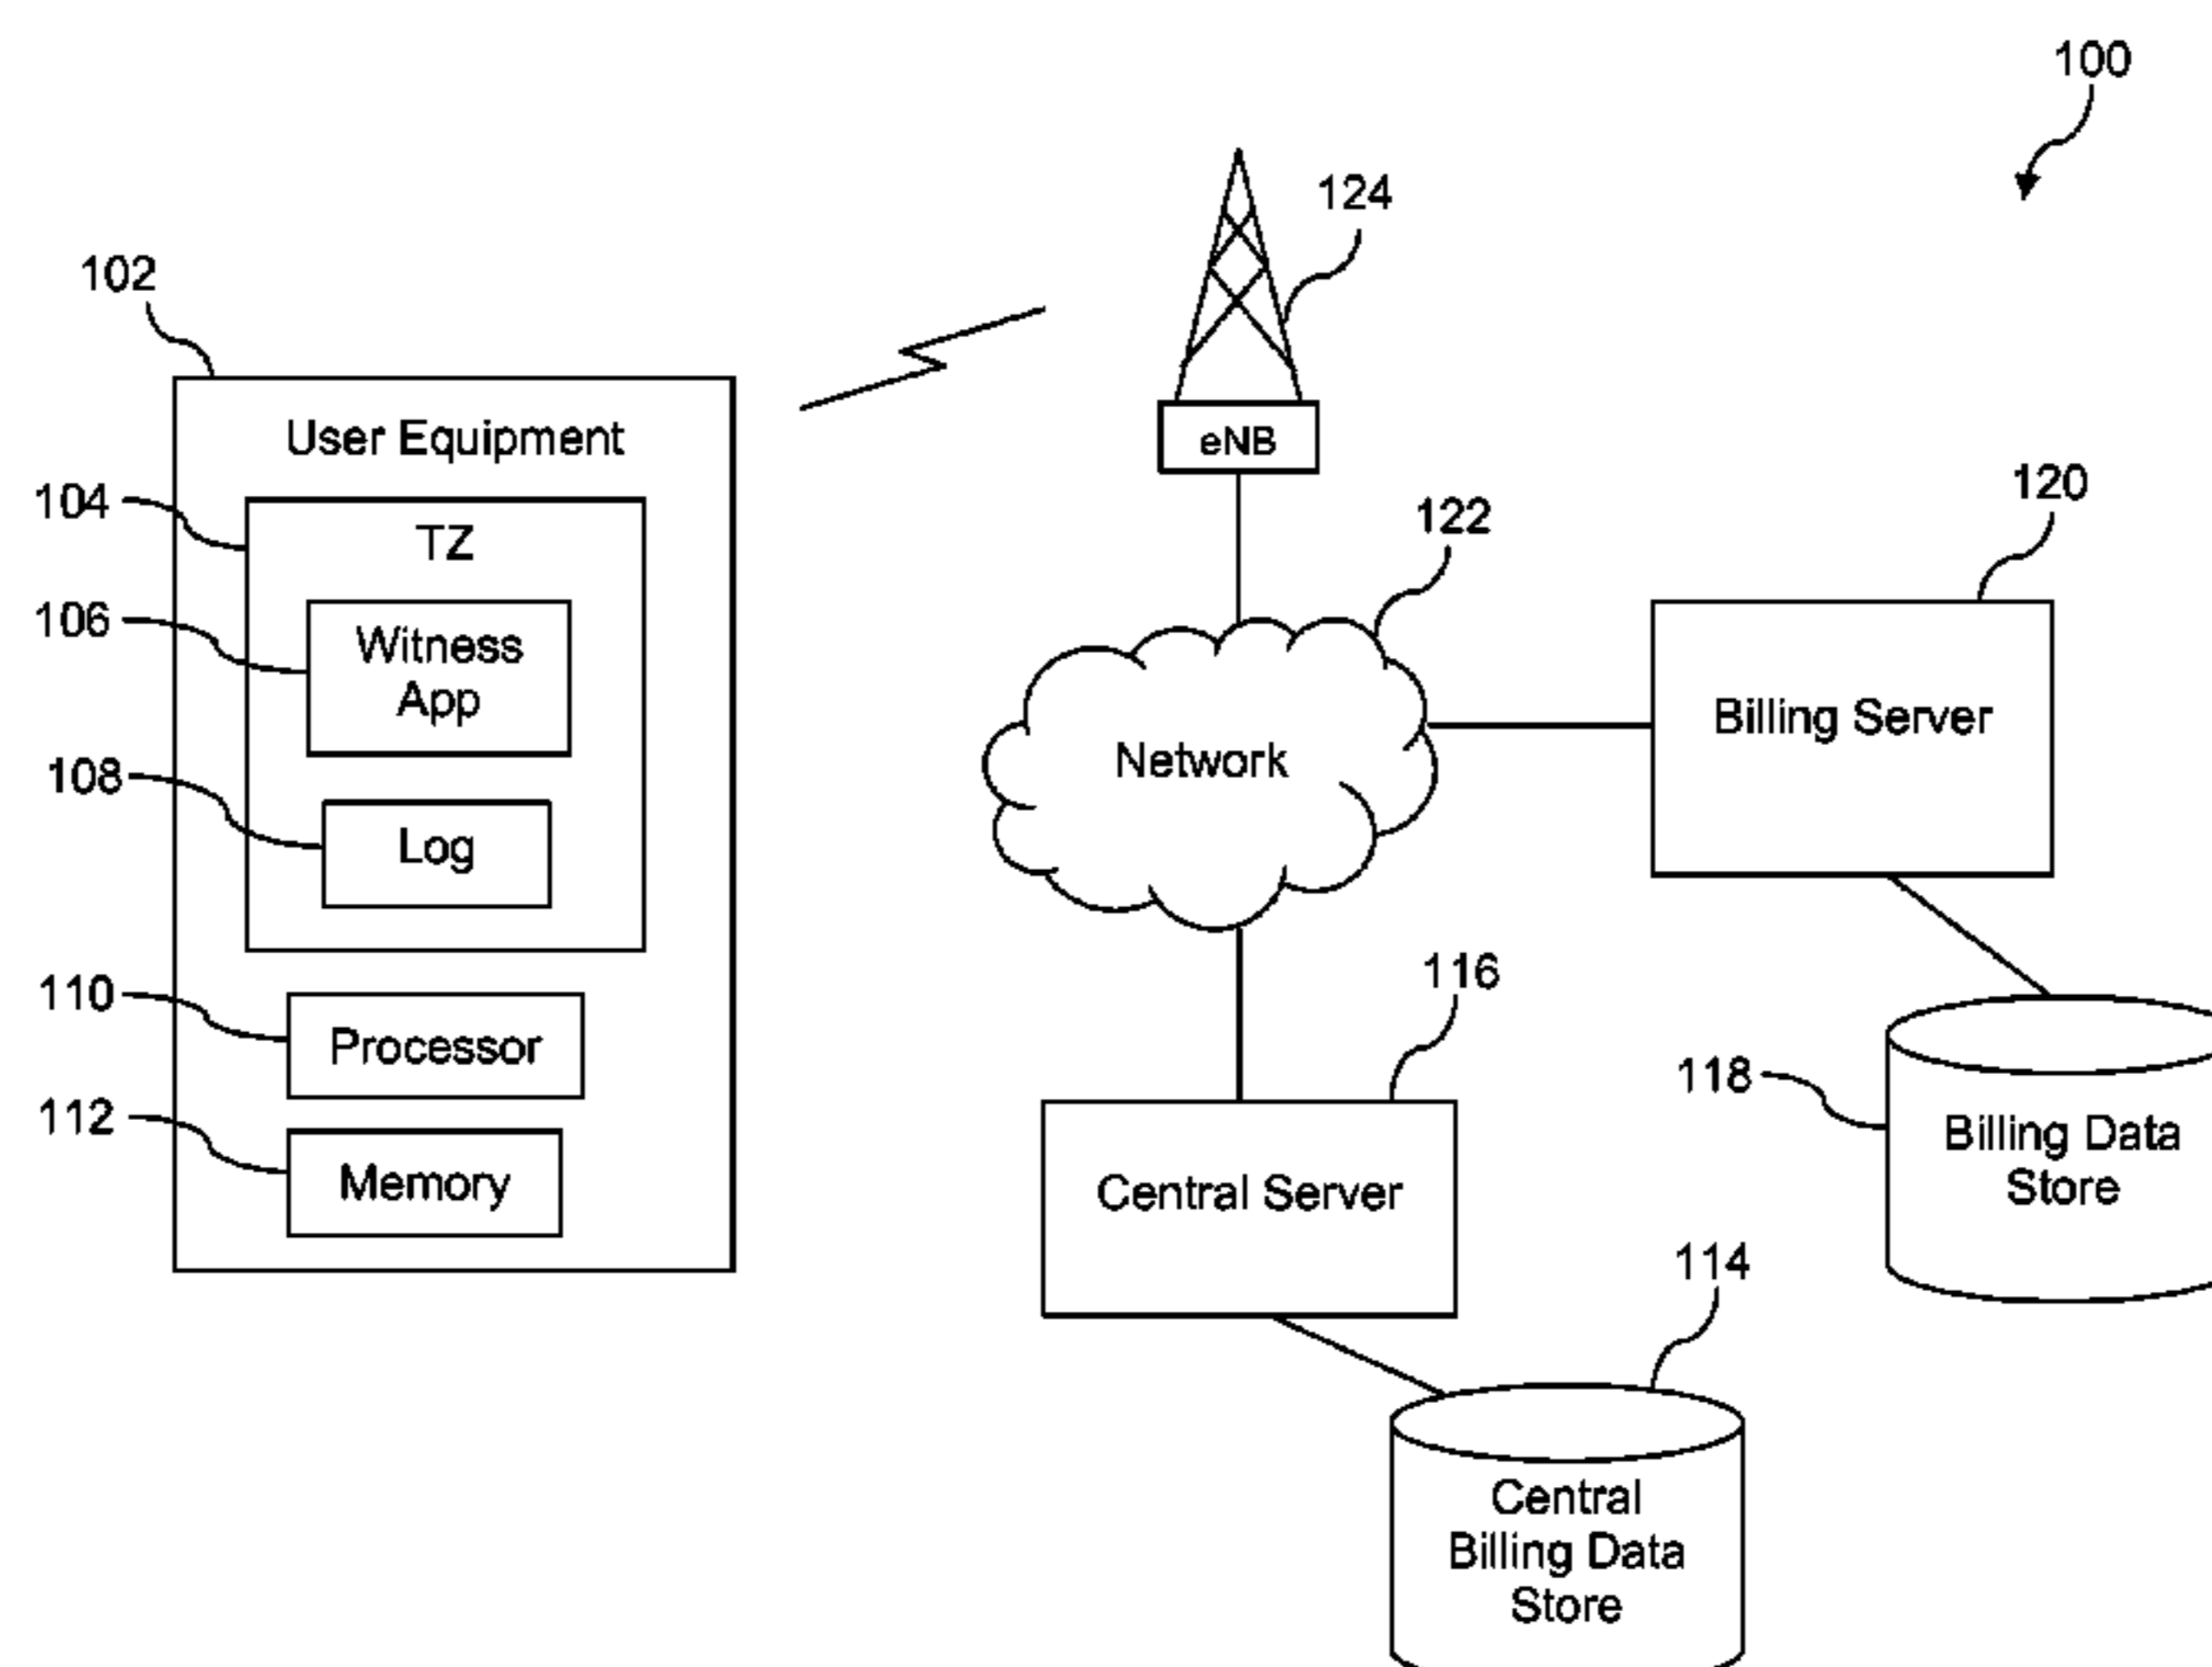 100
124
102
User Equipment
eNB
104
TZ
120
122
106
Witness
App
Billing Server
Network
108
Log
116
110
Processor
118
Billing Data
Store
112
Memory
Central Server
114
Central
Billing Data
Store